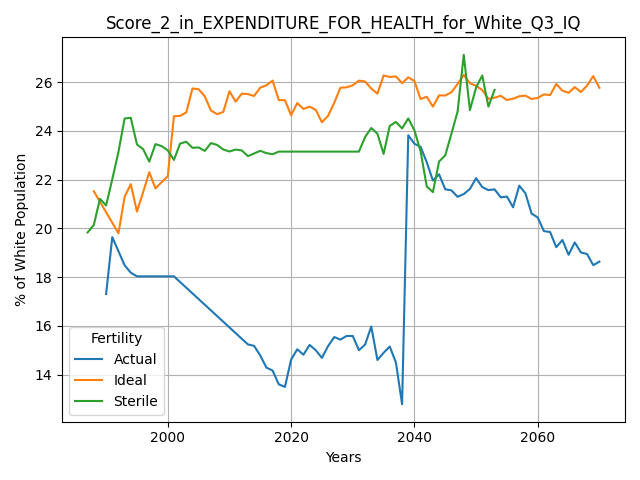 Score_2_in_EXPENDITURE_FOR_HEALTH_for_White_Q3_IQ
% of White Population
26
24
22
20
18
16
14
Fertility
Actual
Ideal
Sterile
2000 2020 2040 2060
Years